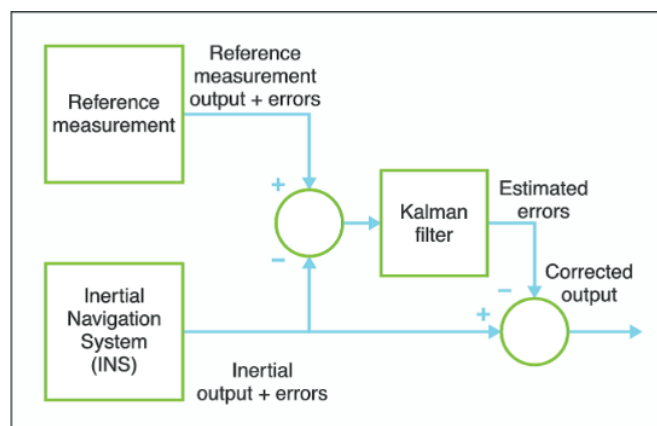 Reference
measurement
Reference
measurement
output + errors
+
−
Kalman
filter
Estimated
errors
Corrected
output
−
+
Inertial
Navigation
System
(INS)
Inertial
output + errors